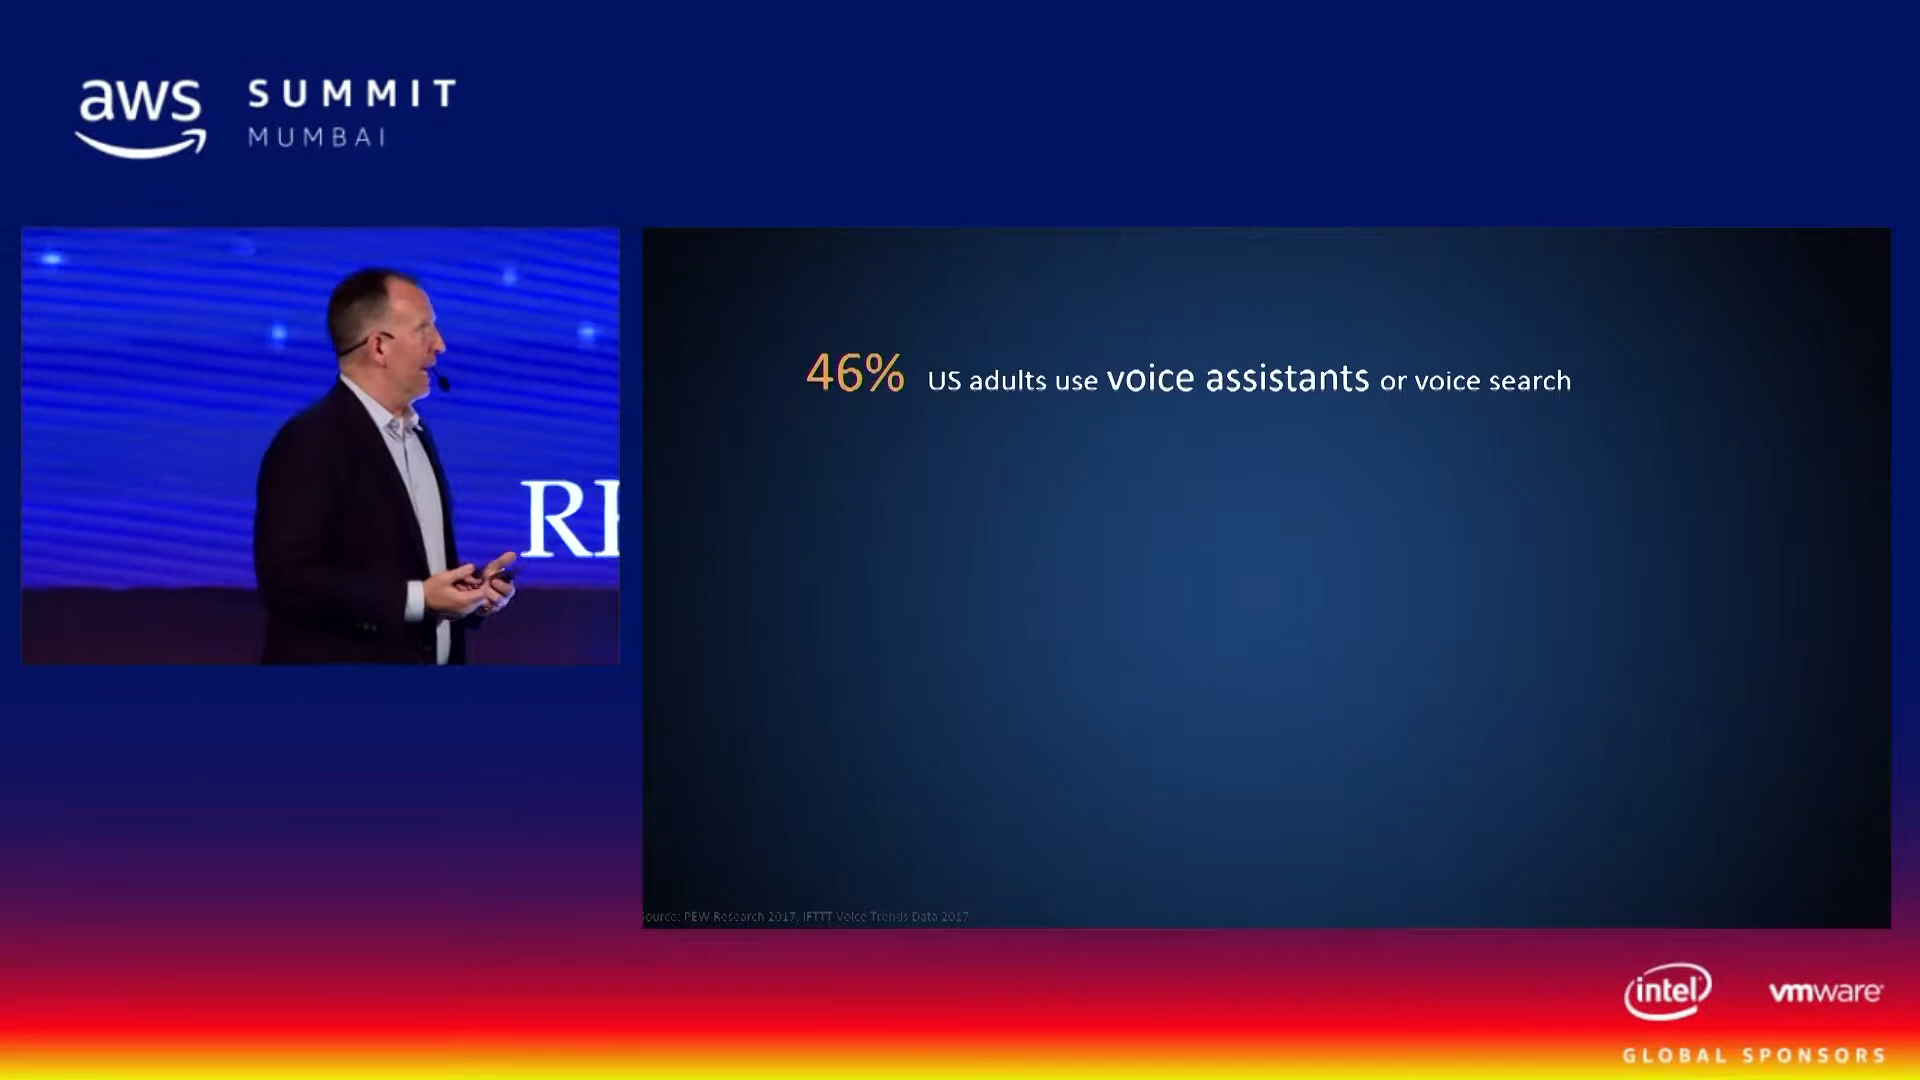 aws SUMMIT
MUMBAI
46% US adults use voice assistants or voice search
Source: PEW Research 2017, IFTTT Voice Trends Data 2017
intel vmware
GLOBAL SPONSORS